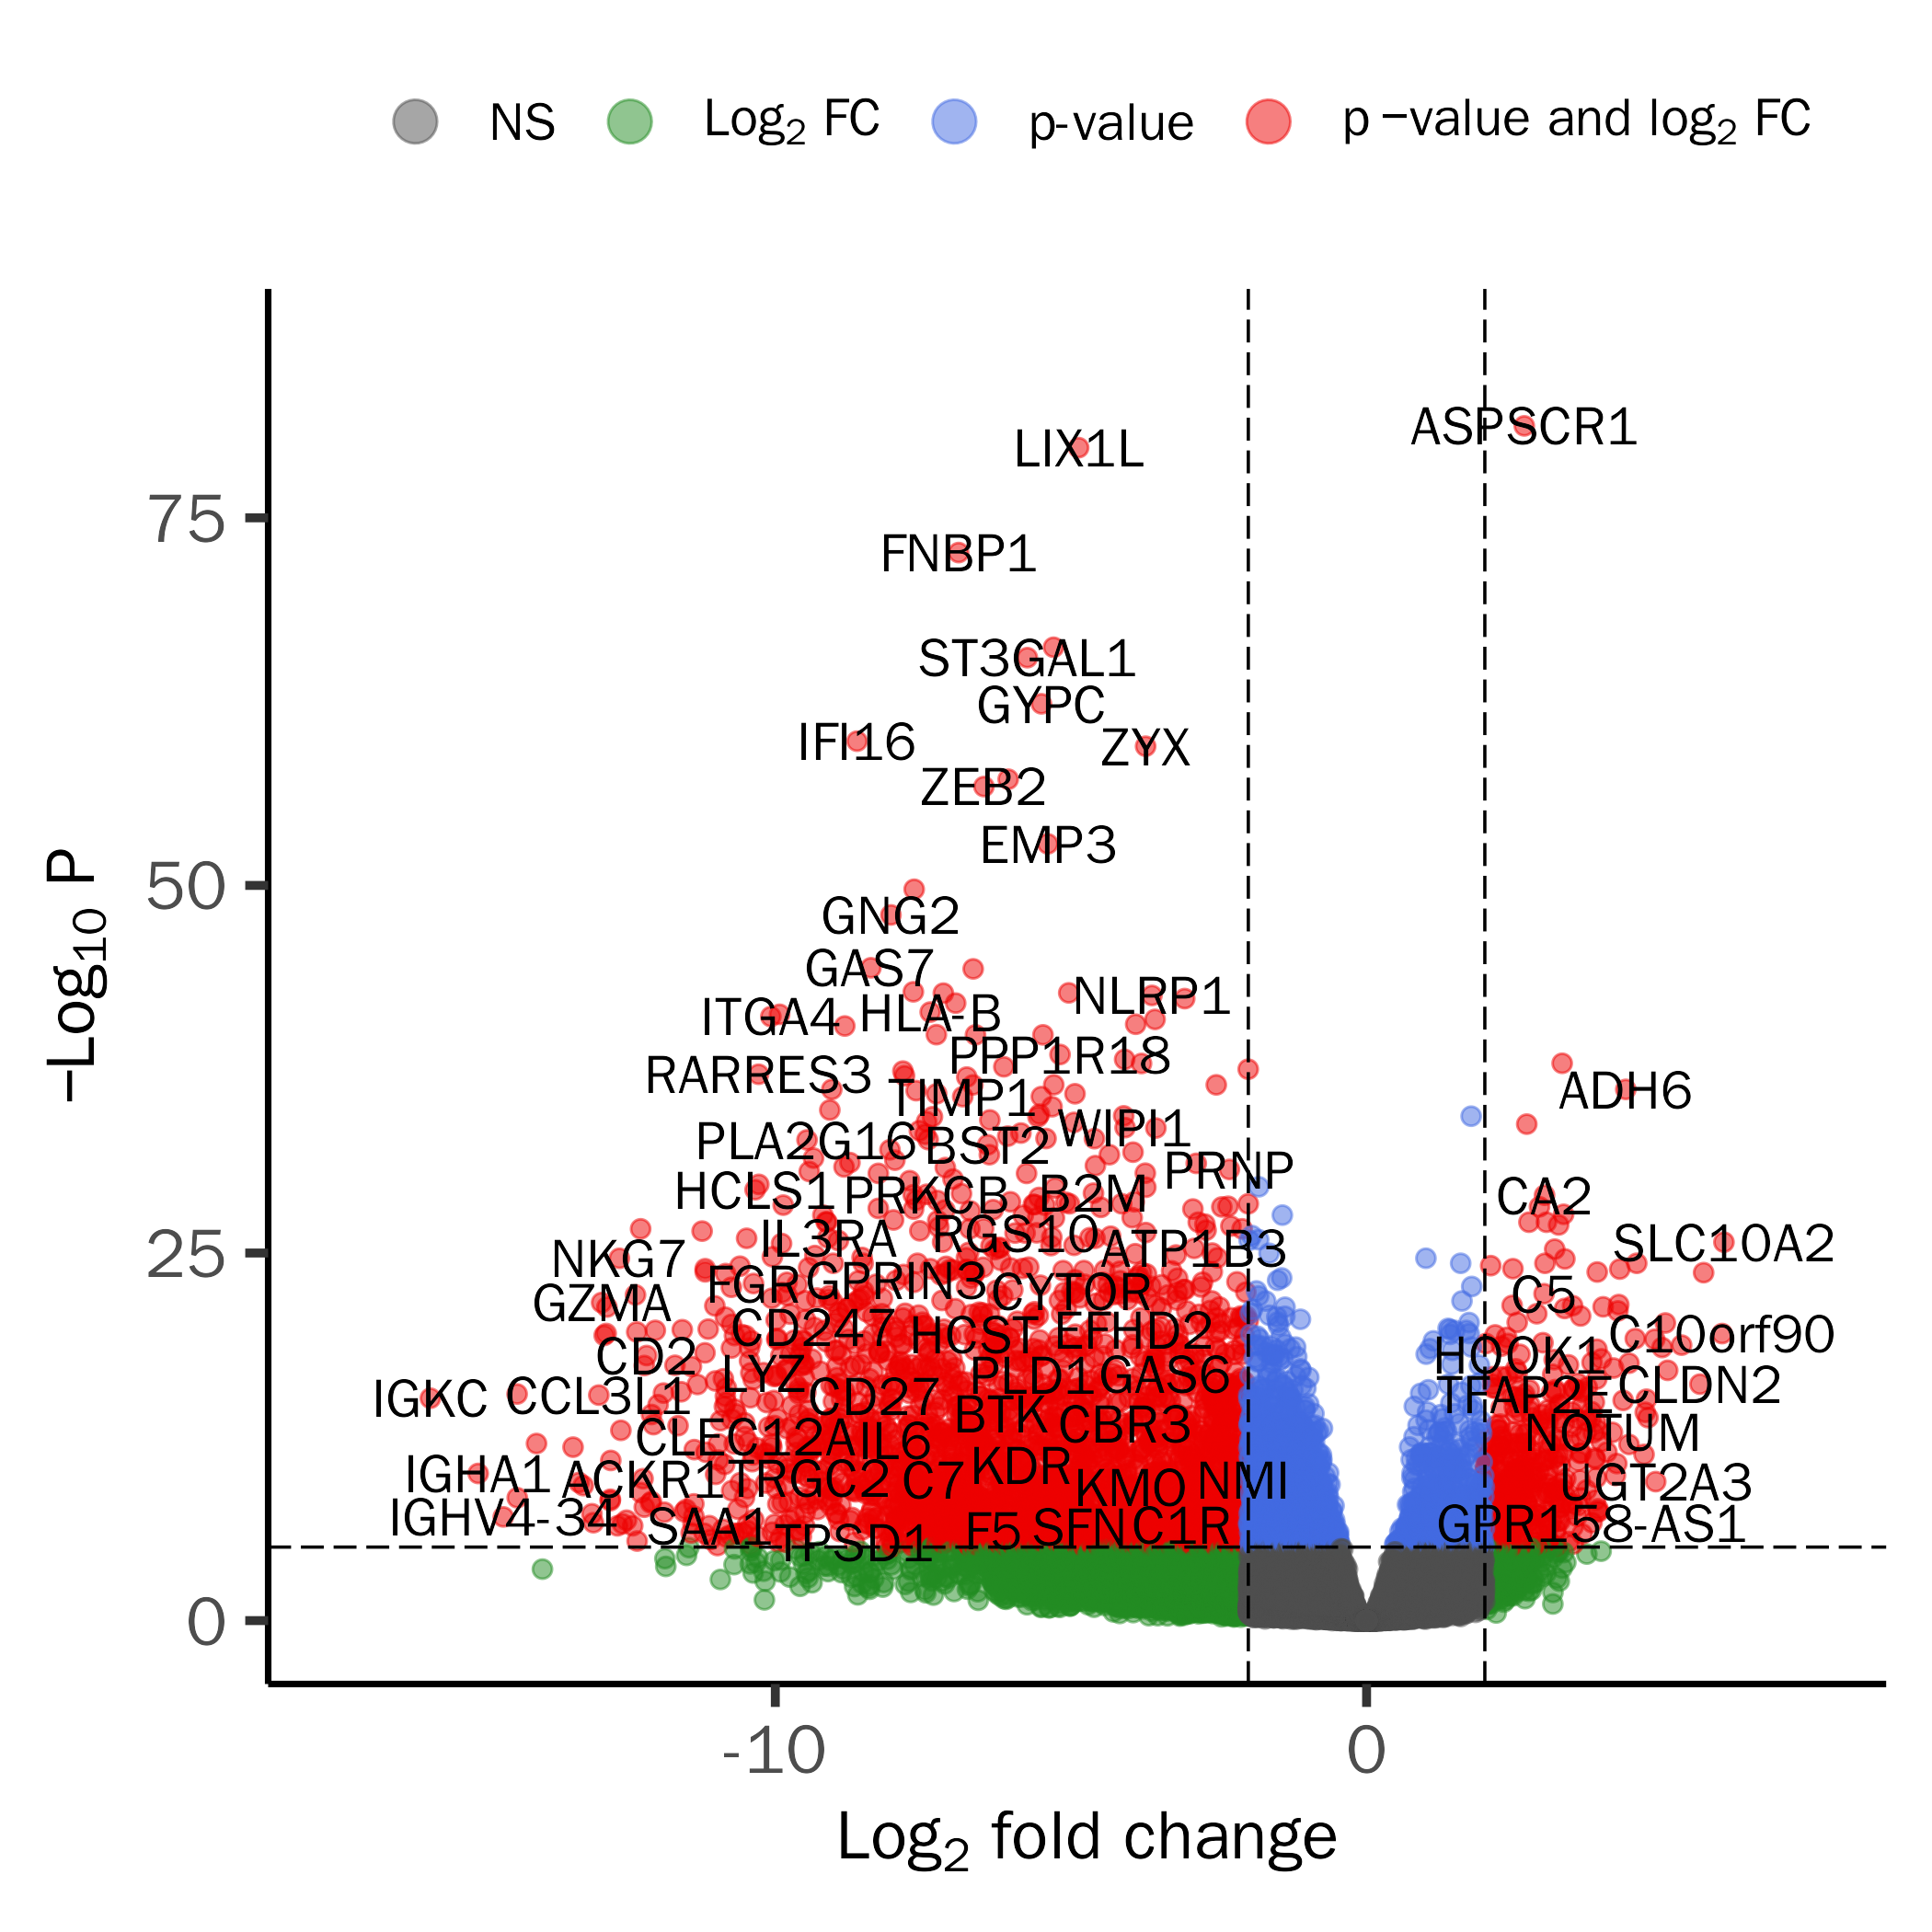 NS Log₂ FC p-value p −value and log₂ FC
ASPSCR1
LIX1L
75
FNBP1
ST3GAL1
GYPC
IFI16 ZYX
ZEB2
EMP3
50
GNG2
GAS7
NLRP1
ITGA4 HLA-B
PPP1R18
RARRES3
ADH6
TIMP1
WIPI1
PLA2G16 BST2
PRNP
HCLS1 PRKCB B2M CA2
IL3RA RGS10
SLC10A2
25
NKG7 ATP1B3
FGR GPRIN3
CYTOR C5
GZMA
CD247 HCST EFHD2 C10orf90
CD2 HOOK1
LYZ PLD1 GAS6 CLDN2
IGKC CCL3L1 CD27 TFAP2E
BTK CBR3
CLEC12A IL6 NOTUM
KDR
IGHA1 ACKR1 TRGC2 C7 KMO NMI UGT2A3
IGHV4-34 SAA1 F5 SFN C1R GPR158-AS1
TPSD1
0
-10 0
Log₂ fold change
−Log₁₀ P